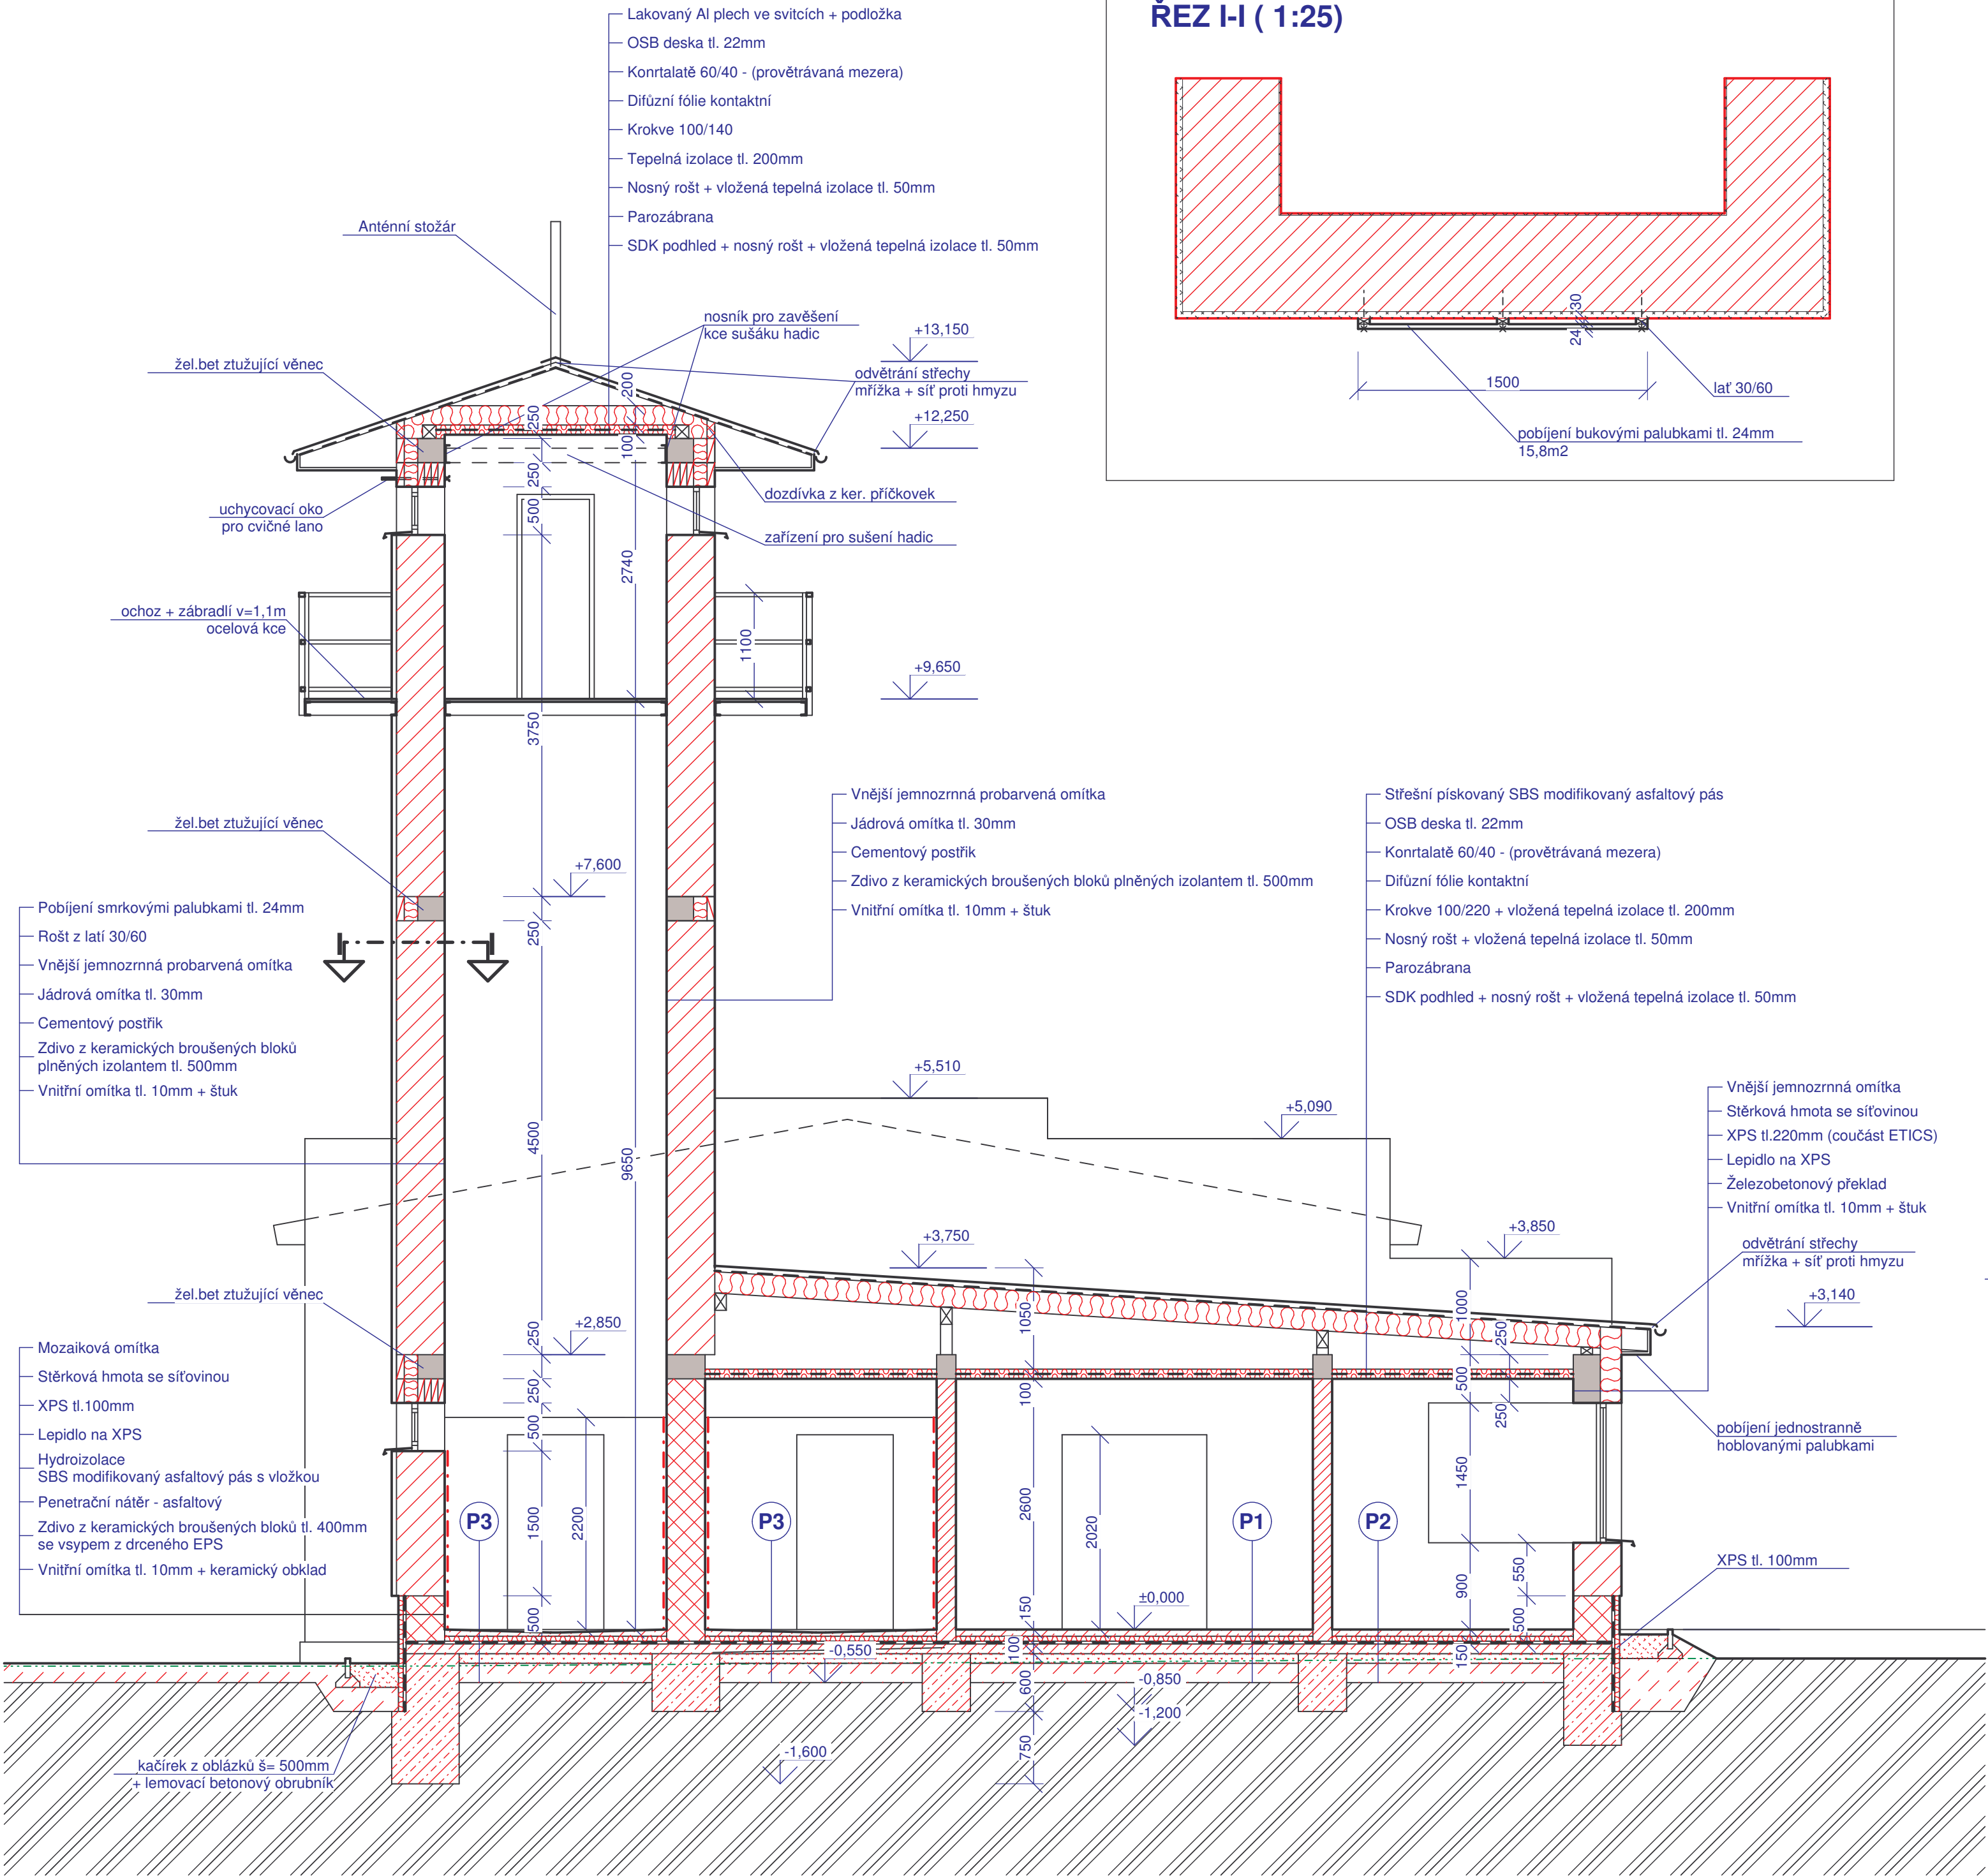 Lakovaný Al plech ve svitcích + podložka
OSB deska tl. 22mm
Konrtalatě 60/40 - (provětrávaná mezera)
Difůzní fólie kontaktní
Krokve 100/140
Tepelná izolace tl. 200mm
Nosný rošt + vložená tepelná izolace tl. 50mm
Parozábrana
SDK podhled + nosný rošt + vložená tepelná izolace tl. 50mm
ŘEZ I-I ( 1:25)
30
24
1500
lať 30/60
pobíjení bukovými palubkami tl. 24mm
15,8m2
Anténní stožár
nosník pro zavěšení
kce sušáku hadic
+13,150
žel.bet ztužující věnec
odvětrání střechy
mřížka + síť proti hmyzu
+12,250
200
250
100
250
500
dozdívka z ker. příčkovek
uchycovací oko
pro cvičné lano
zařízení pro sušení hadic
2740
ochoz + zábradlí v=1,1m
ocelová kce
1100
+9,650
3750
žel.bet ztužující věnec
+7,600
250
Vnější jemnozrnná probarvená omítka
Jádrová omítka tl. 30mm
Cementový postřik
Zdivo z keramických broušených bloků plněných izolantem tl. 500mm
Vnitřní omítka tl. 10mm + štuk
Střešní pískovaný SBS modifikovaný asfaltový pás
OSB deska tl. 22mm
Konrtalatě 60/40 - (provětrávaná mezera)
Difůzní fólie kontaktní
Krokve 100/220 + vložená tepelná izolace tl. 200mm
Nosný rošt + vložená tepelná izolace tl. 50mm
Parozábrana
SDK podhled + nosný rošt + vložená tepelná izolace tl. 50mm
Pobíjení smrkovými palubkami tl. 24mm
Rošt z latí 30/60
Vnější jemnozrnná probarvená omítka
Jádrová omítka tl. 30mm
Cementový postřik
Zdivo z keramických broušených bloků
plněných izolantem tl. 500mm
Vnitřní omítka tl. 10mm + štuk
4500
9650
+5,510
+5,090
Vnější jemnozrnná omítka
Stěrková hmota se síťovinou
XPS tl.220mm (coučást ETICS)
Lepidlo na XPS
Železobetonový překlad
Vnitřní omítka tl. 10mm + štuk
+3,750
+3,850
odvětrání střechy
mřížka + síť proti hmyzu
+3,140
žel.bet ztužující věnec
+2,850
250
250
500
1050
100
1000
250
500
250
Mozaiková omítka
Stěrková hmota se síťovinou
XPS tl.100mm
Lepidlo na XPS
Hydroizolace
SBS modifikovaný asfaltový pás s vložkou
Penetrační nátěr - asfaltový
Zdivo z keramických broušených bloků tl. 400mm
se vsypem z drceného EPS
Vnitřní omítka tl. 10mm + keramický obklad
pobíjení jednostranně
hoblovanými palubkami
1450
P3
1500
2200
P3
2600
2020
P1
P2
900
550
XPS tl. 100mm
500
150
±0,000
500
150
100
-0,550
600
-0,850
-1,200
750
-1,600
kačírek z oblázků š= 500mm
+ lemovací betonový obrubník